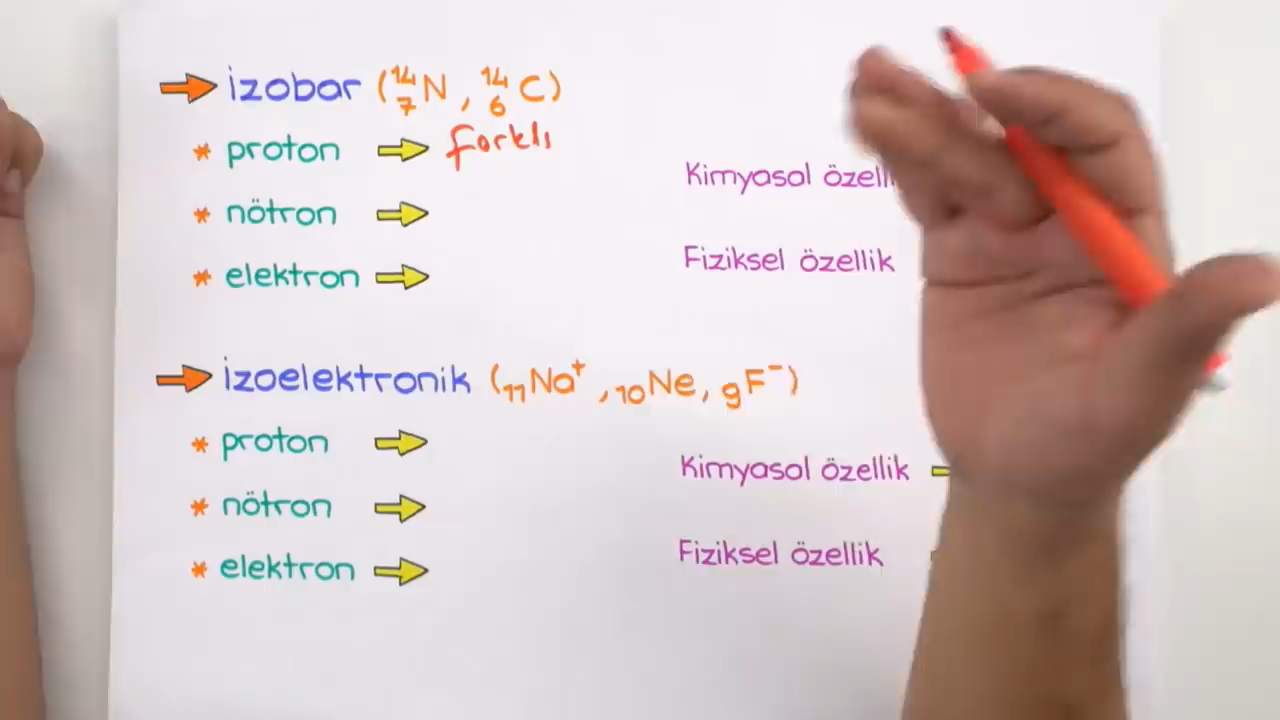 izobar (¹⁴₇N, ¹⁴₆C)
* proton farklı
* nötron
* elektron
Kimyasal
Fiziksel özellik
izoelektronik (₁₁Na⁺, ₁₀Ne, ₉F⁻)
* proton
* nötron
* elektron
Kimyasal özellik
Fiziksel özellik